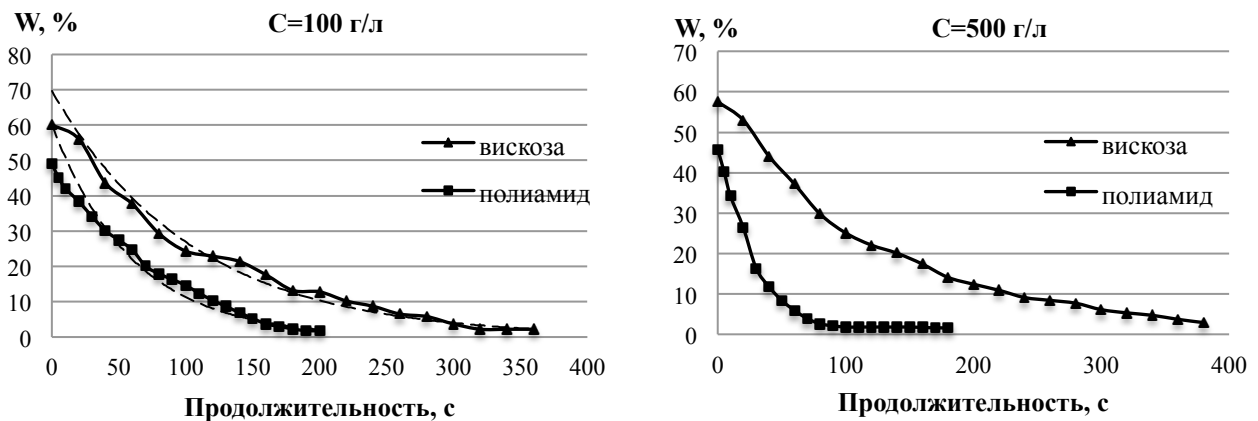 W, %
C=100 г/л
80
70
60
50
40
30
20
10
0
0 50 100 150 200 250 300 350 400
Продолжительность, с
вискоза
полиамид
W, %
C=500 г/л
70
60
50
40
30
20
10
0
0 100 200 300 400
Продолжительность, с
вискоза
полиамид